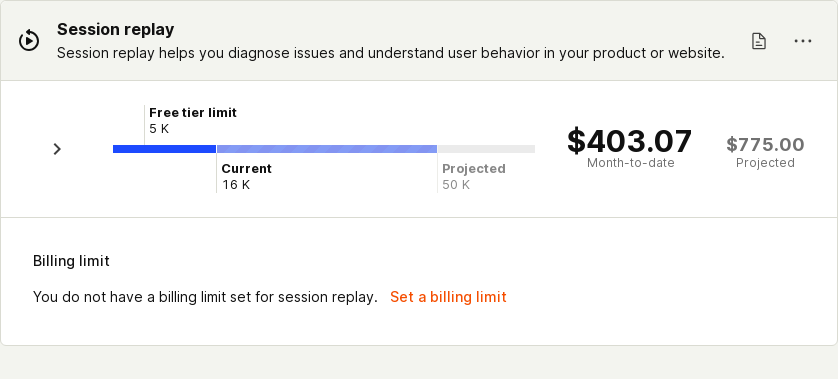 Session replay
Session replay helps you diagnose issues and understand user behavior in your product or website.
Free tier limit
5 K
Current
16 K
Projected
50 K
$403.07
Month-to-date
$775.00
Projected
Billing limit
You do not have a billing limit set for session replay. Set a billing limit